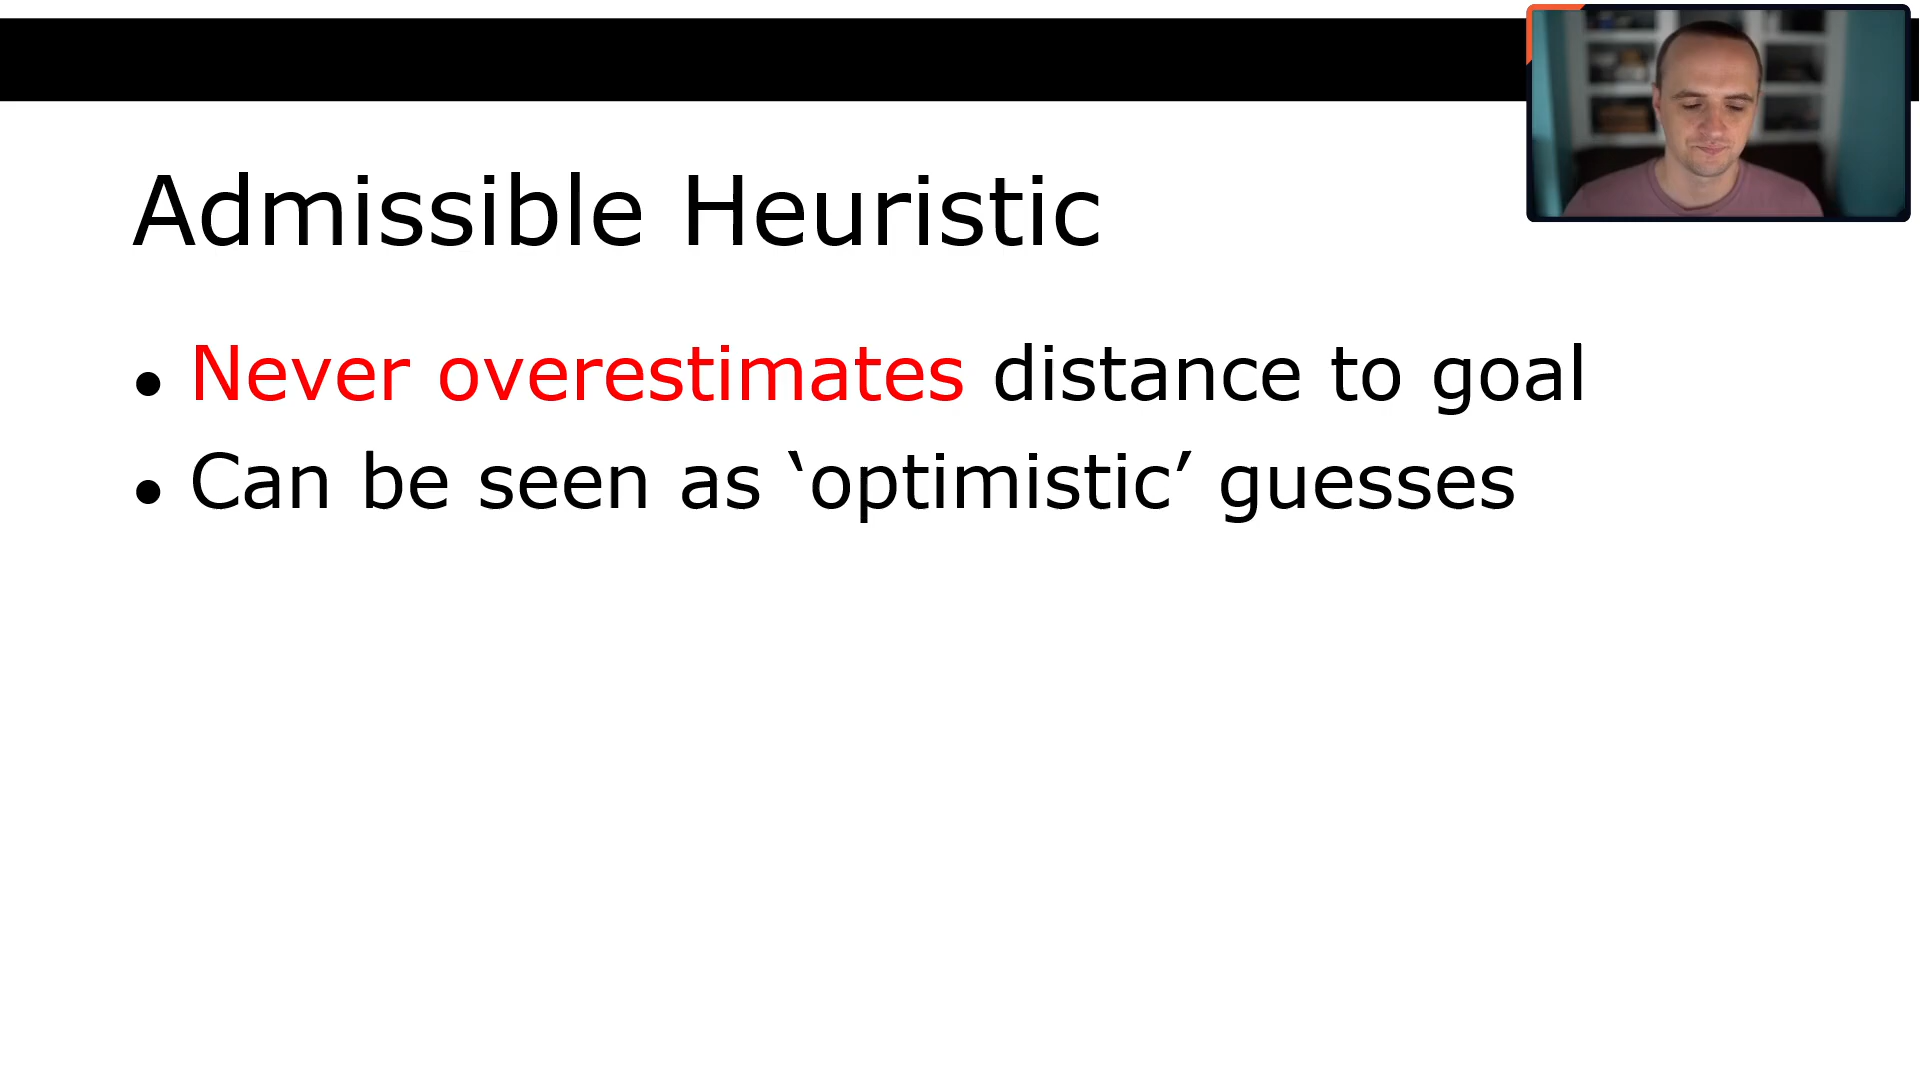 Admissible Heuristic
• Never overestimates distance to goal
• Can be seen as ‘optimistic’ guesses